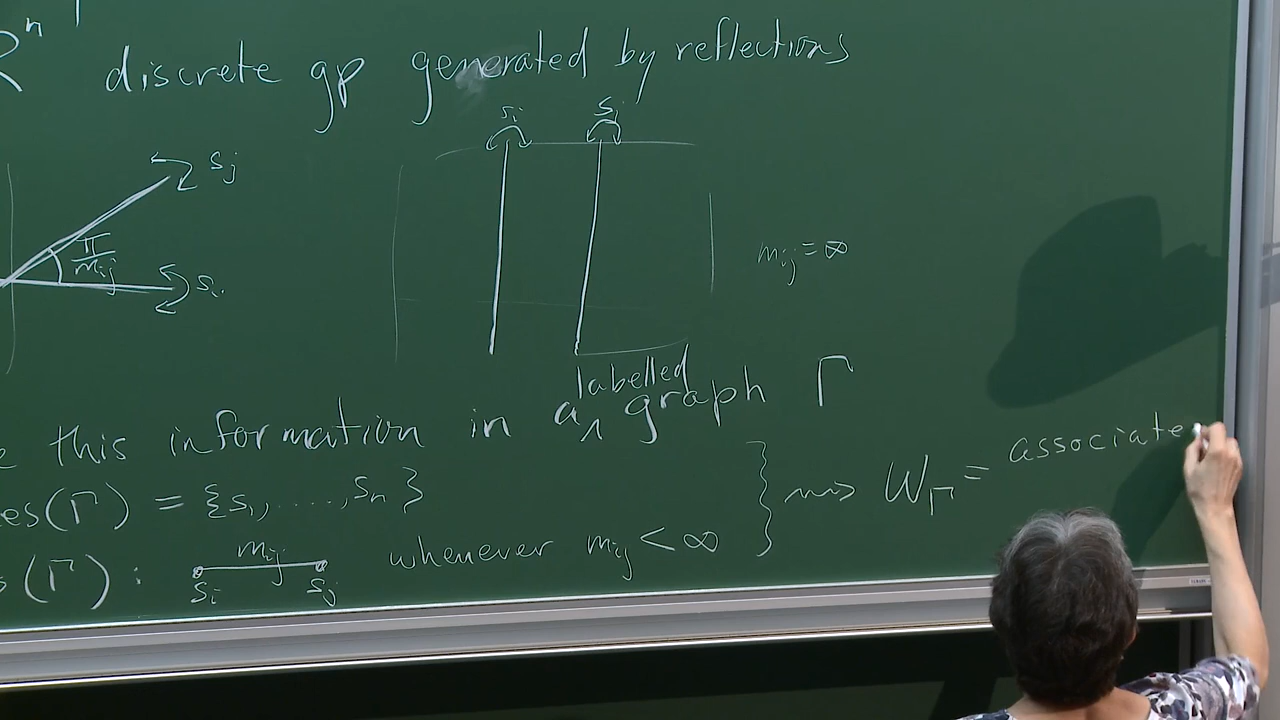 R^n
discrete gp generated by reflections
s_i s_j
s_j
π/m_ij
s_i
m_ij = ∞
labelled
this information in a ∧ graph Γ
es(Γ) = {s_1, ....., s_n}
(Γ) : s_i m_ij s_j whenever m_ij < ∞
} ⇝ W_Γ = associate